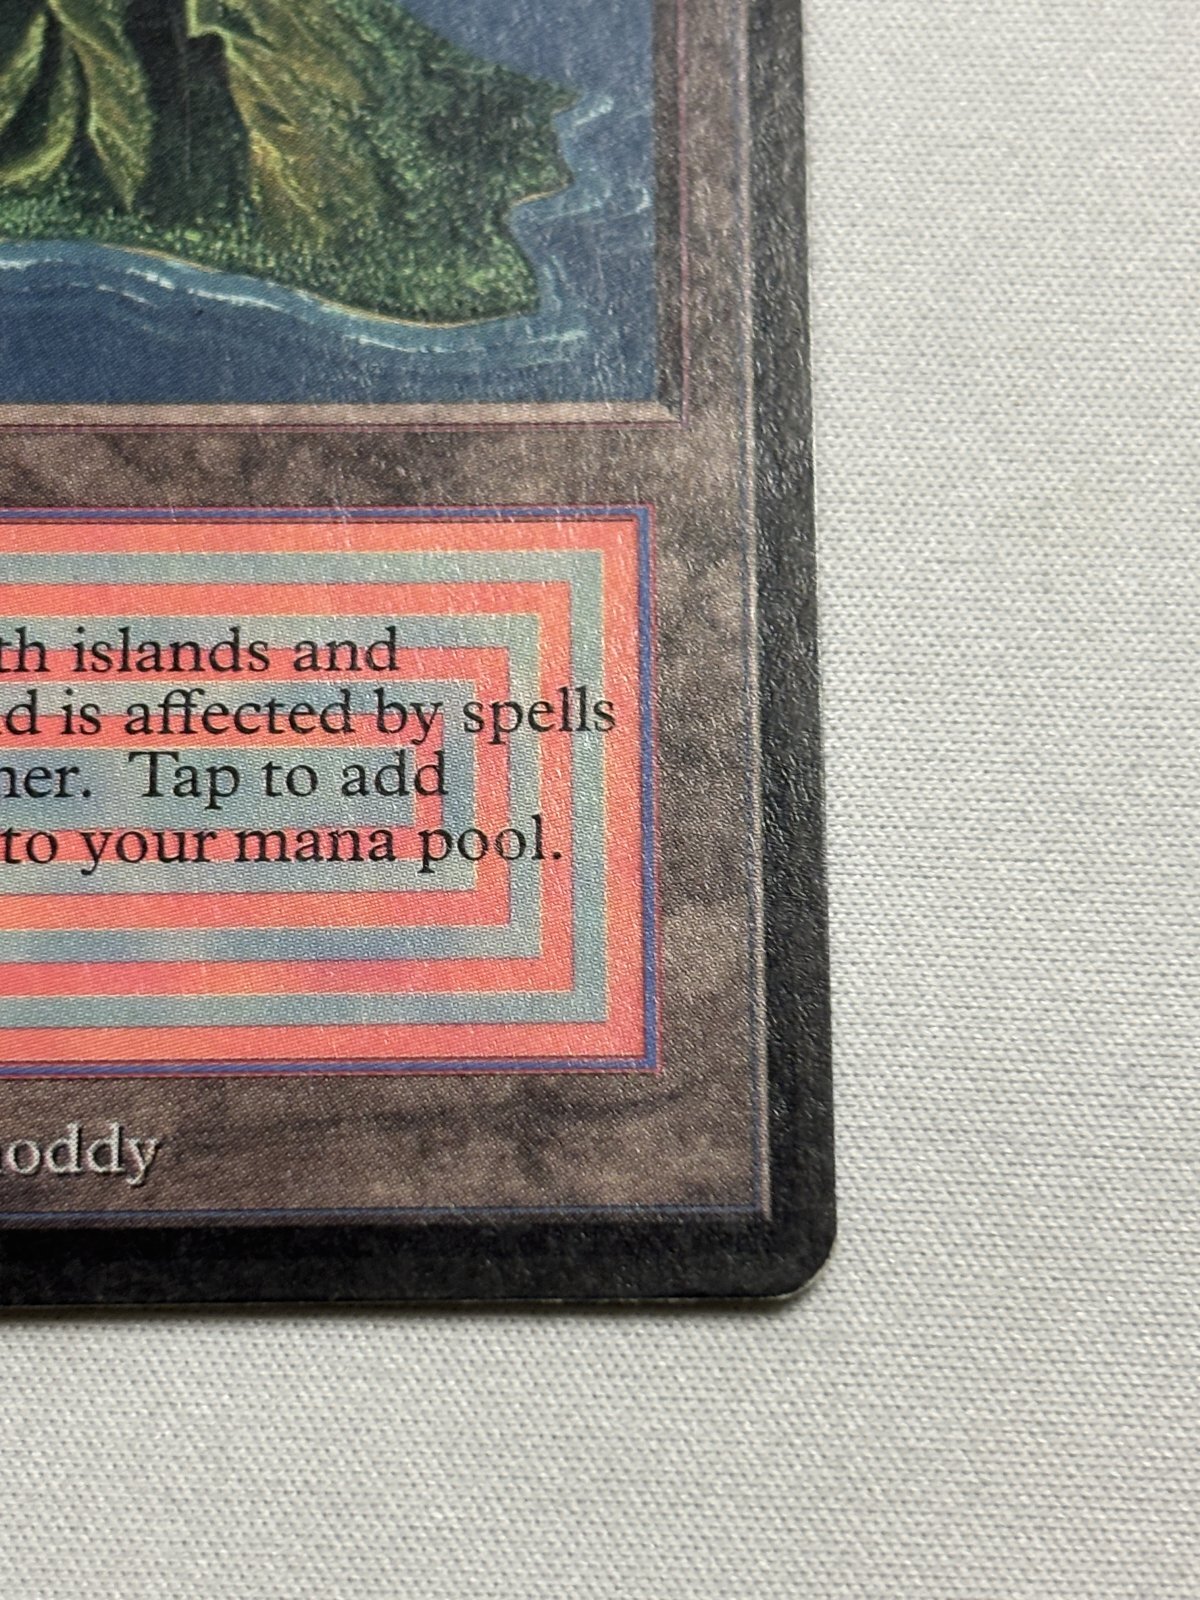 th islands and
d is affected by spells
her. Tap to add
to your mana pool.
oddy